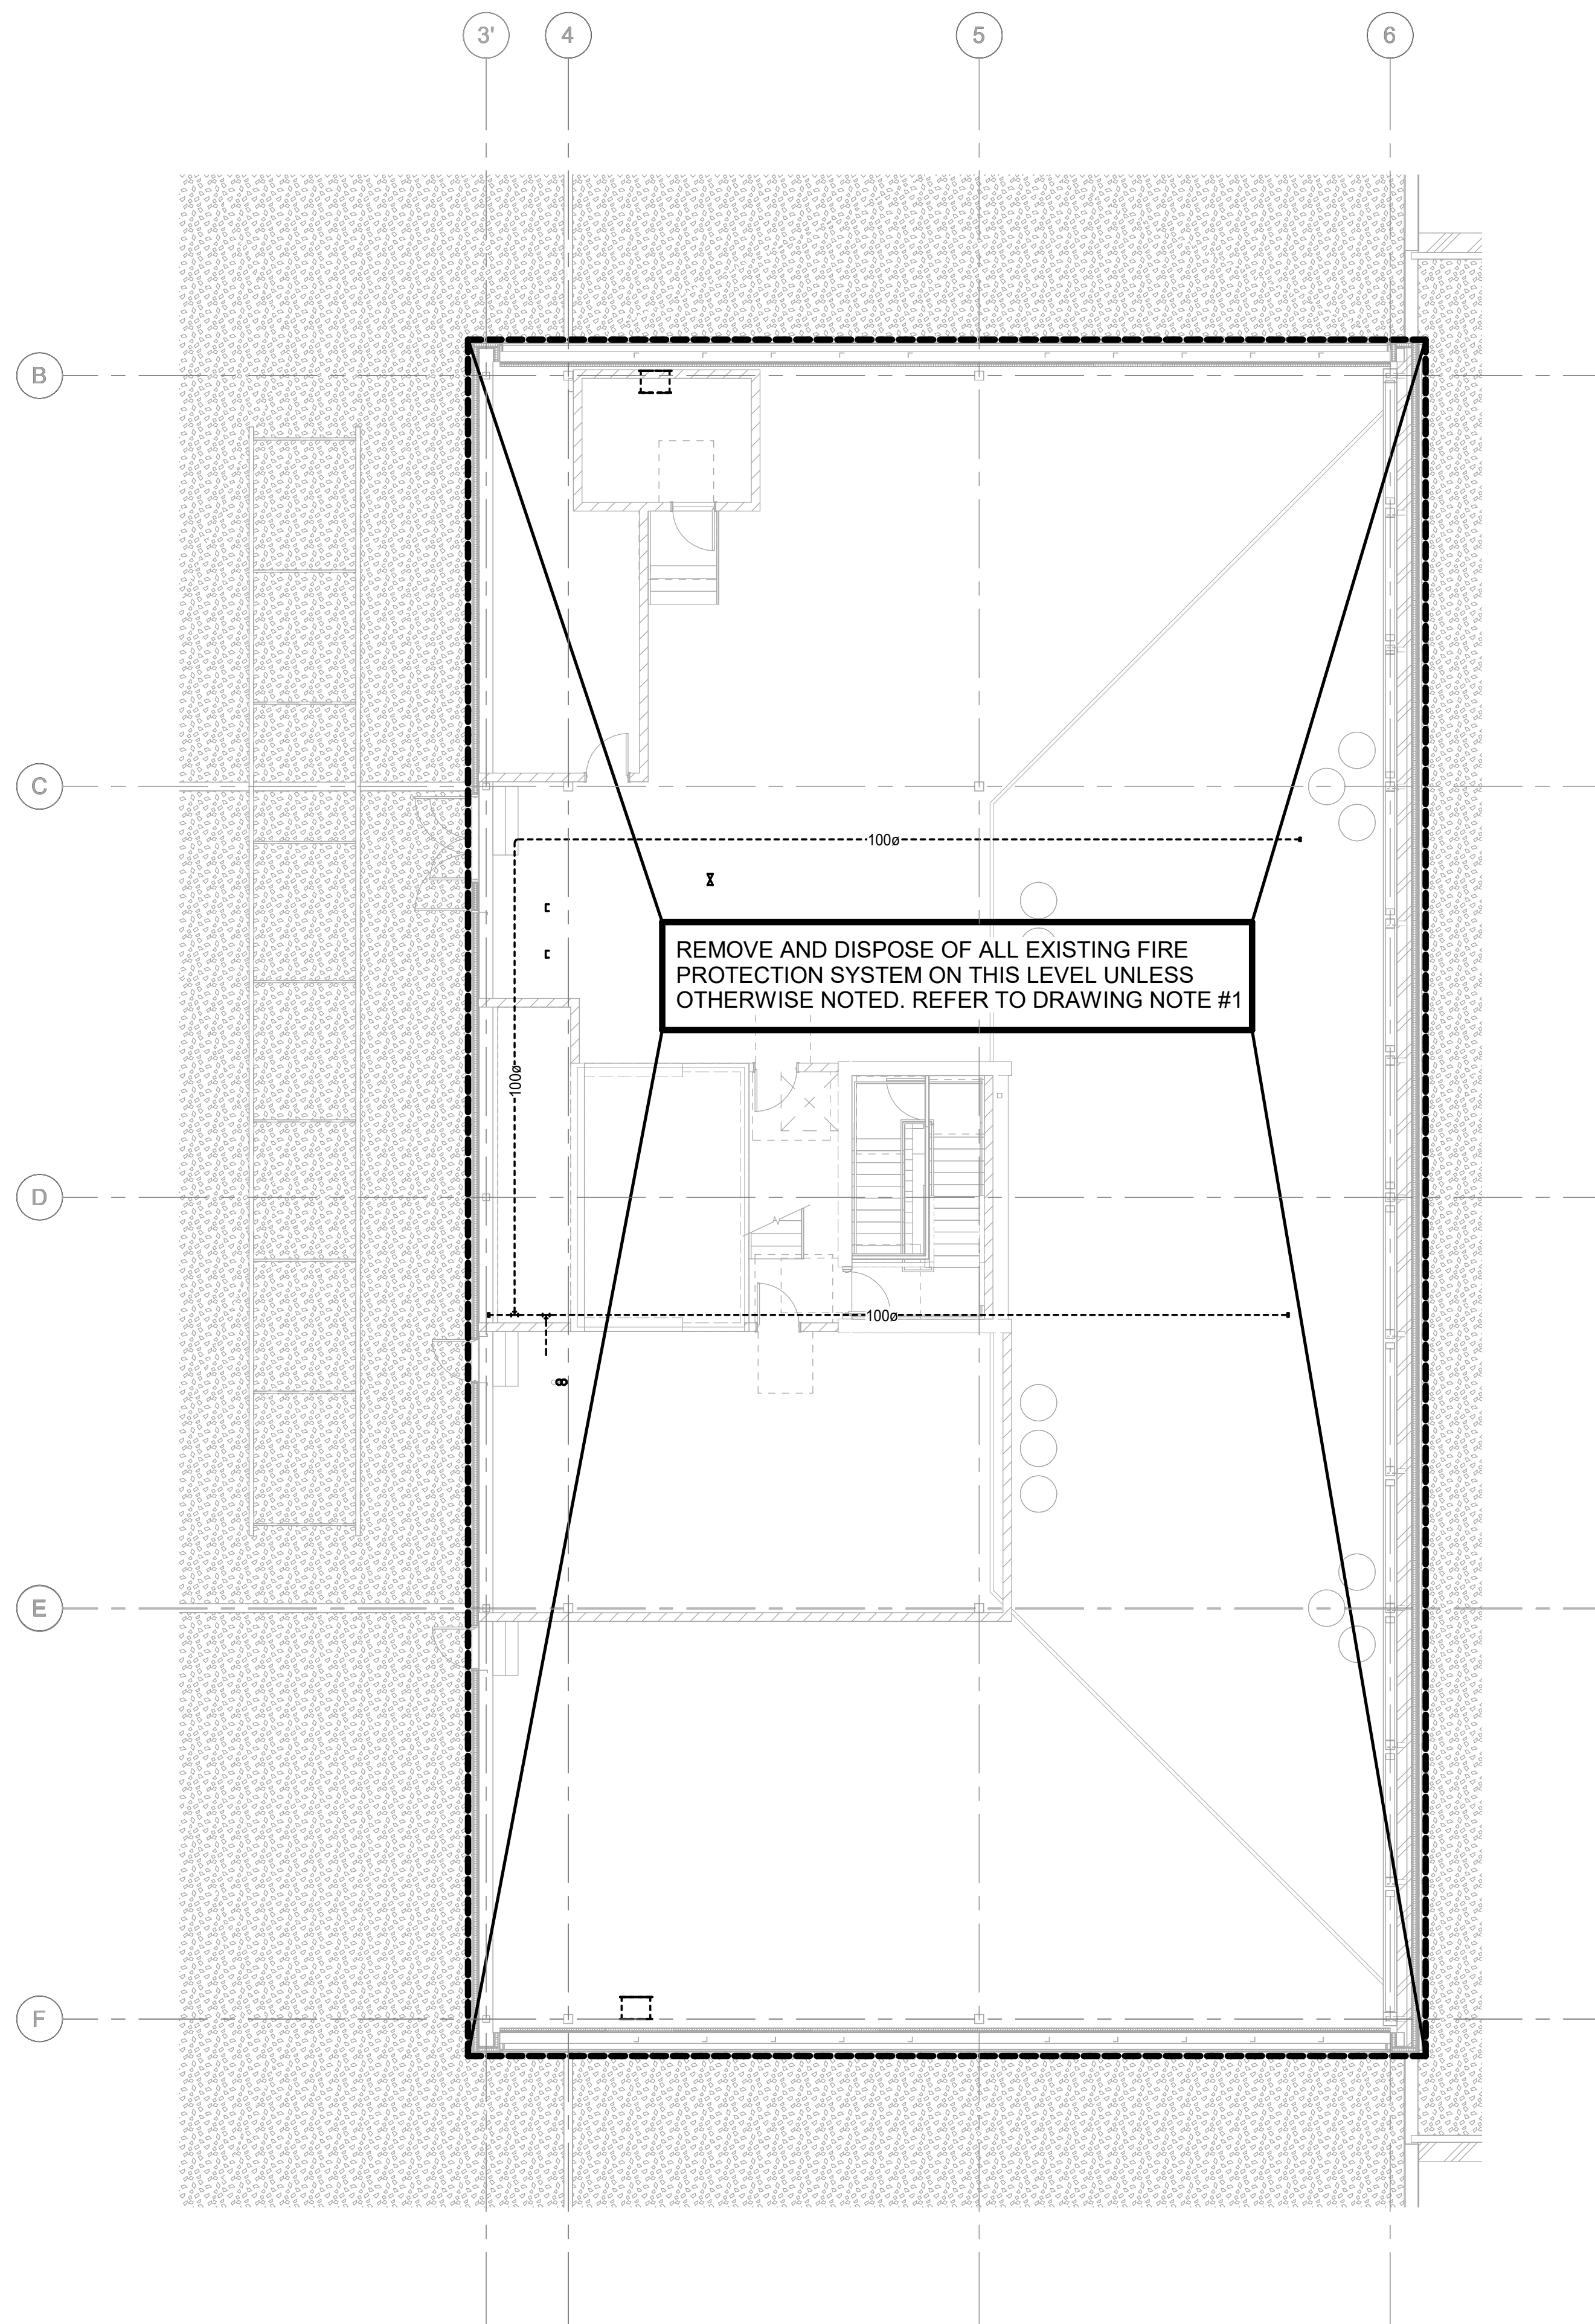 3' 4 5 6
B
C
100ø
REMOVE AND DISPOSE OF ALL EXISTING FIRE
PROTECTION SYSTEM ON THIS LEVEL UNLESS
OTHERWISE NOTED. REFER TO DRAWING NOTE #1
100ø
D
100ø
E
F